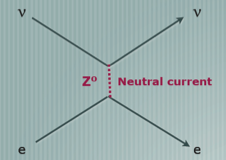 ν ν
Z⁰ Neutral current
e e